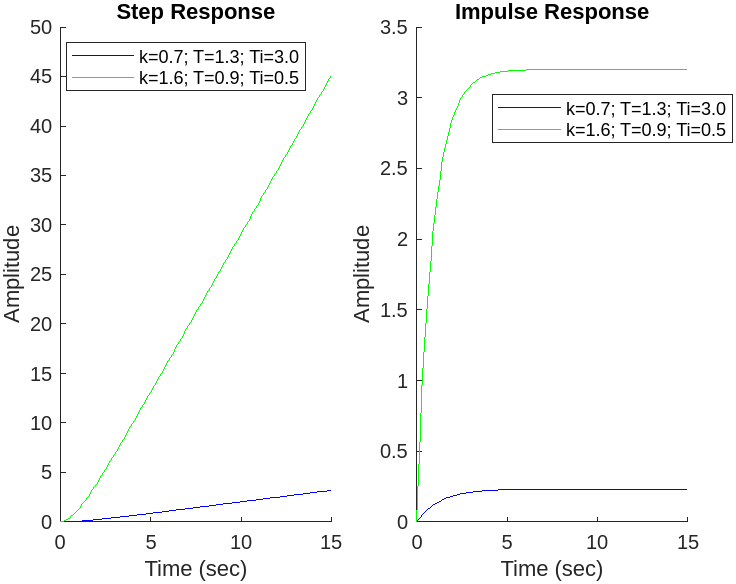 Step Response
50
45
40
35
30
25
20
15
10
5
0
Amplitude
k=0.7; T=1.3; Ti=3.0
k=1.6; T=0.9; Ti=0.5
0 5 10 15
Time (sec)
Impulse Response
3.5
3
2.5
2
1.5
1
0.5
0
Amplitude
k=0.7; T=1.3; Ti=3.0
k=1.6; T=0.9; Ti=0.5
0 5 10 15
Time (sec)